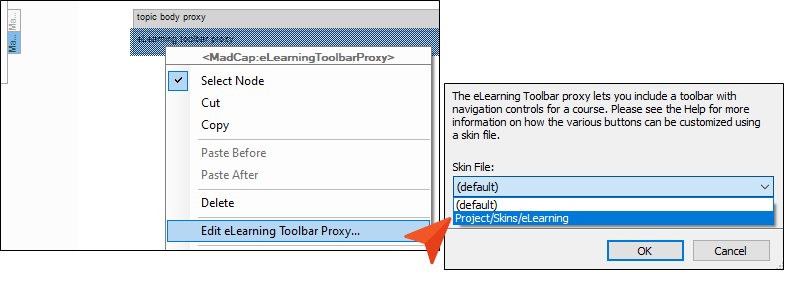 topic body proxy
eLearning toolbar proxy
Ma...
Ma...
<MadCap:eLearningToolbarProxy>
Select Node
Cut
Copy
Paste Before
Paste After
Delete
Edit eLearning Toolbar Proxy...
The eLearning Toolbar proxy lets you include a toolbar with
navigation controls for a course. Please see the Help for more
information on how the various buttons can be customized using
a skin file.
Skin File:
(default)
(default)
Project/Skins/eLearning
OK
Cancel